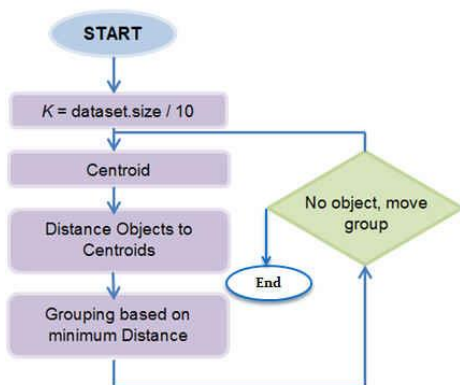 START
K = dataset.size / 10
Centroid
Distance Objects to
Centroids
Grouping based on
minimum Distance
No object, move
group
End